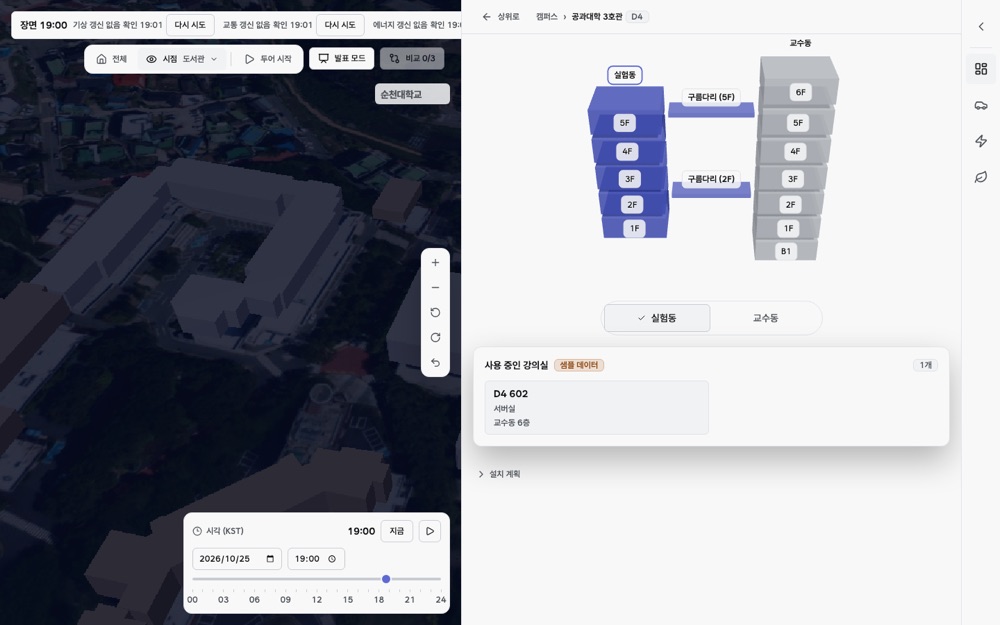 장면 19:00 기상 갱신 없음 확인 19:01 다시 시도 교통 갱신 없음 확인 19:01 다시 시도 에너지 갱신 없음 확인
전체 시점 도서관 투어 시작 발표 모드 비교 0/3
순천대학교
시각 (KST) 19:00 지금
2026/10/25 19:00
00 03 06 09 12 15 18 21 24
상위로 캠퍼스 › 공과대학 3호관 D4
교수동
실험동
구름다리 (5F)
6F
5F
5F
4F
4F
구름다리 (2F)
3F
3F
2F
2F
1F
1F
B1
실험동 교수동
사용 중인 강의실 샘플 데이터 1개
D4 602
서버실
교수동 6층
설치 계획